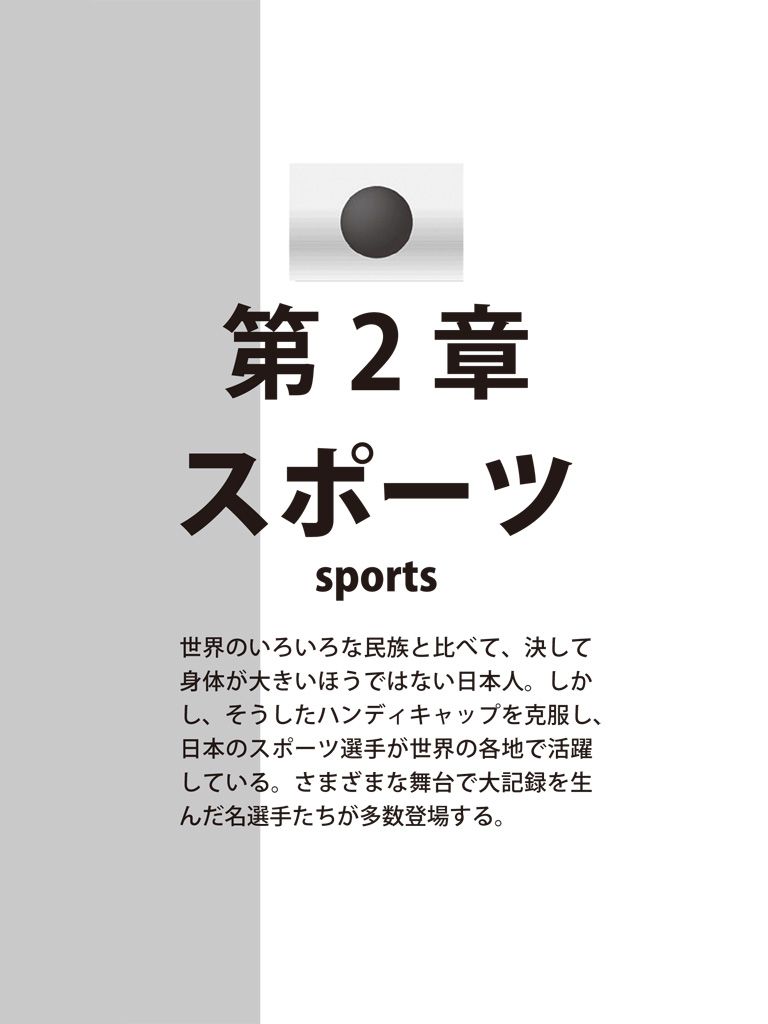 第2章
スポーツ
sports
世界のいろいろな民族と比べて、決して
身体が大きいほうではない日本人。しか
し、そうしたハンディキャップを克服し、
日本のスポーツ選手が世界の各地で活躍
している。さまざまな舞台で大記録を生
んだ名選手たちが多数登場する。